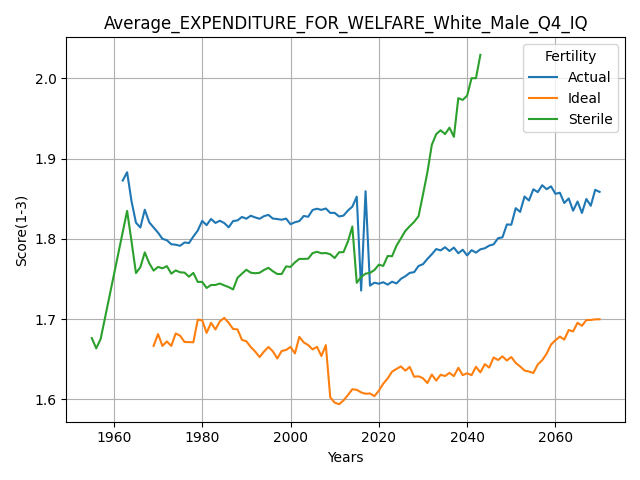 Average_EXPENDITURE_FOR_WELFARE_White_Male_Q4_IQ
Fertility
Actual
Ideal
Sterile
Score(1-3)
2.0
1.9
1.8
1.7
1.6
1960 1980 2000 2020 2040 2060
Years